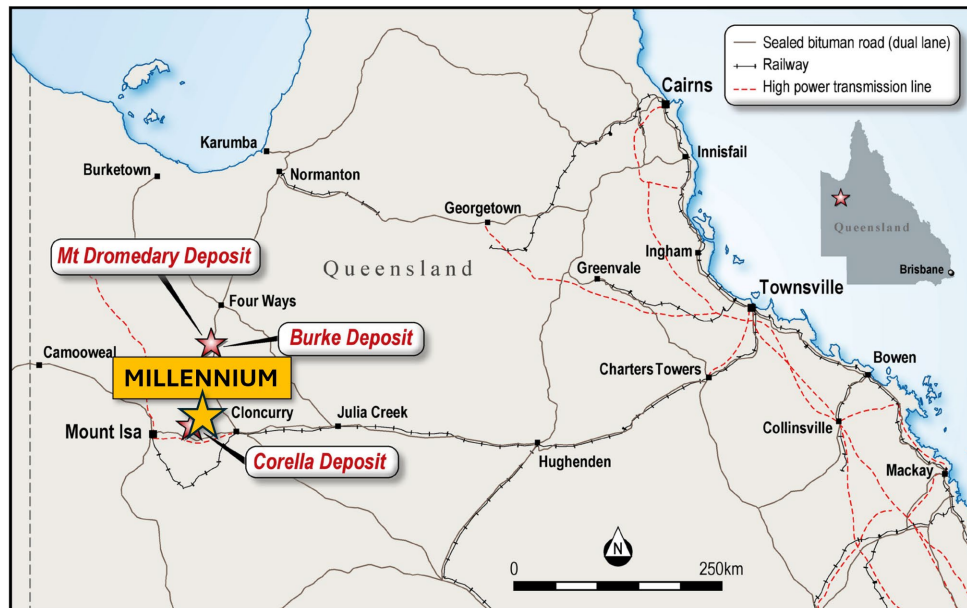 Sealed bituman road (dual lane)
Railway
High power transmission line
Cairns
Karumba
Innisfail
Burketown
Normanton
Georgetown
Queensland
Brisbane
Mt Dromedary Deposit
Queensland
Ingham
Greenvale
Townsville
Four Ways
Burke Deposit
Camooweal
MILLENNIUM
Charters Towers
Bowen
Cloncurry
Julia Creek
Mount Isa
Collinsville
Corella Deposit
Hughenden
Mackay
N
0 250km